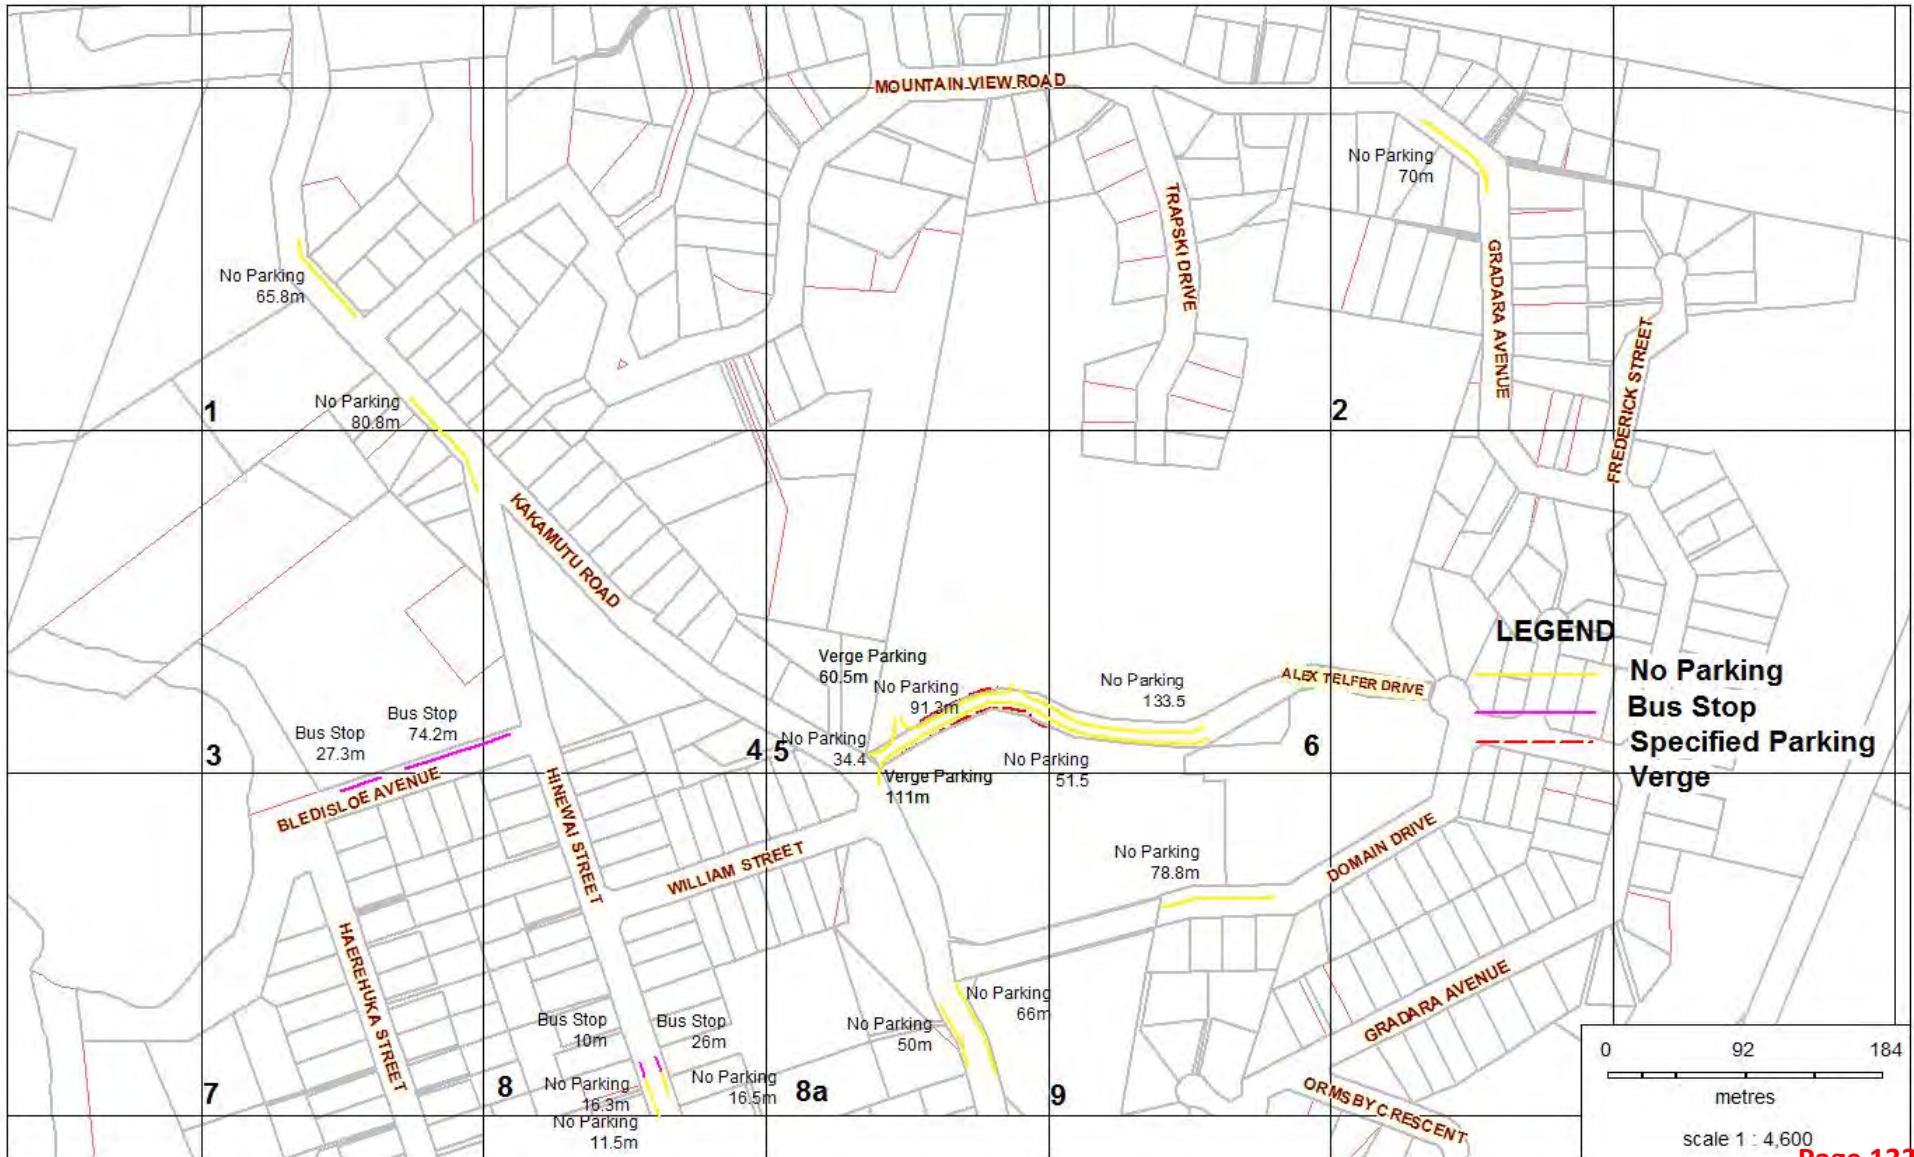 MOUNTAIN VIEW ROAD
No Parking
70m
TRAPSKI DRIVE
GRADARA AVENUE
No Parking
65.8m
FREDERICK STREET
No Parking
80.8m
1
2
KAKAMUTU ROAD
LEGEND
No Parking
Bus Stop
Specified Parking
Verge
Verge Parking
60.5m
No Parking
91.3m
No Parking
133.5
ALEX TELFER DRIVE
Bus Stop
74.2m
Bus Stop
27.3m
3
4
5
6
No Parking
34.4
No Parking
51.5
Verge Parking
111m
BLEDISLOE AVENUE
HINEWAI STREET
WILLIAM STREET
No Parking
78.8m
DOMAIN DRIVE
HAEREHUKA STREET
GRADARA AVENUE
No Parking
66m
Bus Stop
10m
Bus Stop
26m
No Parking
50m
No Parking
16.3m
No Parking
16.5m
No Parking
11.5m
7
8
8a
9
ORMSBY CRESCENT
0 92 184
metres
scale 1 : 4,600
Page 122